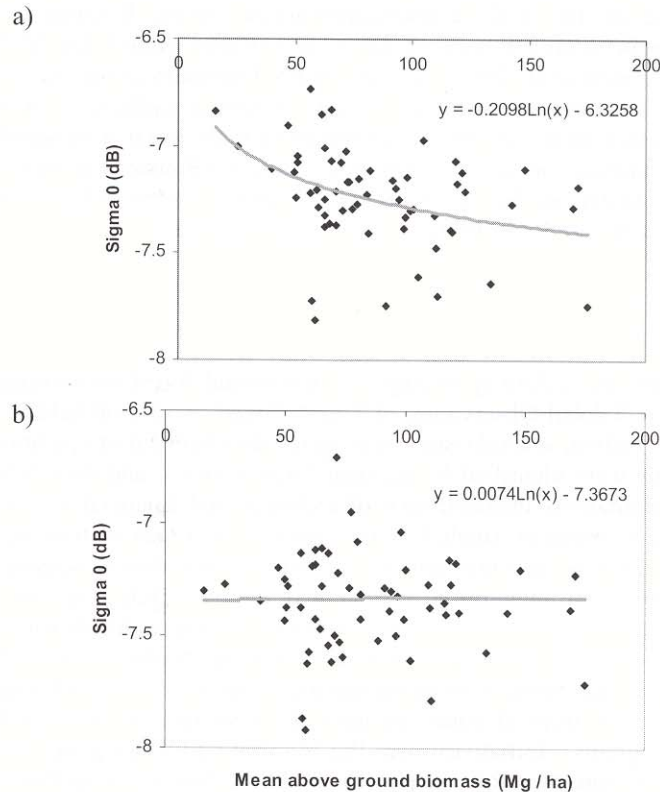 a)
-6.5
0 50 100 150 200
y = -0.2098Ln(x) - 6.3258
-7
Sigma 0 (dB)
-7.5
-8
b)
-6.5
0 50 100 150 200
y = 0.0074Ln(x) - 7.3673
-7
Sigma 0 (dB)
-7.5
-8
Mean above ground biomass (Mg / ha)